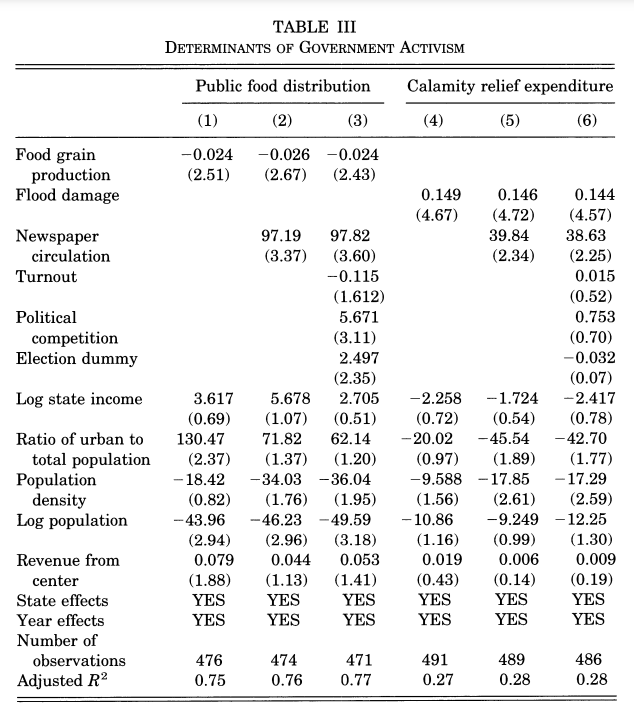 TABLE III
DETERMINANTS OF GOVERNMENT ACTIVISM
Public food distribution Calamity relief expenditure
(1) (2) (3) (4) (5) (6)
Food grain −0.024 −0.026 −0.024
production (2.51) (2.67) (2.43)
Flood damage 0.149 0.146 0.144
(4.67) (4.72) (4.57)
Newspaper 97.19 97.82 39.84 38.63
circulation (3.37) (3.60) (2.34) (2.25)
Turnout −0.115 0.015
(1.612) (0.52)
Political 5.671 0.753
competition (3.11) (0.70)
Election dummy 2.497 −0.032
(2.35) (0.07)
Log state income 3.617 5.678 2.705 −2.258 −1.724 −2.417
(0.69) (1.07) (0.51) (0.72) (0.54) (0.78)
Ratio of urban to 130.47 71.82 62.14 −20.02 −45.54 −42.70
total population (2.37) (1.37) (1.20) (0.97) (1.89) (1.77)
Population −18.42 −34.03 −36.04 −9.588 −17.85 −17.29
density (0.82) (1.76) (1.95) (1.56) (2.61) (2.59)
Log population −43.96 −46.23 −49.59 −10.86 −9.249 −12.25
(2.94) (2.96) (3.18) (1.16) (0.99) (1.30)
Revenue from 0.079 0.044 0.053 0.019 0.006 0.009
center (1.88) (1.13) (1.41) (0.43) (0.14) (0.19)
State effects YES YES YES YES YES YES
Year effects YES YES YES YES YES YES
Number of
observations 476 474 471 491 489 486
Adjusted R² 0.75 0.76 0.77 0.27 0.28 0.28